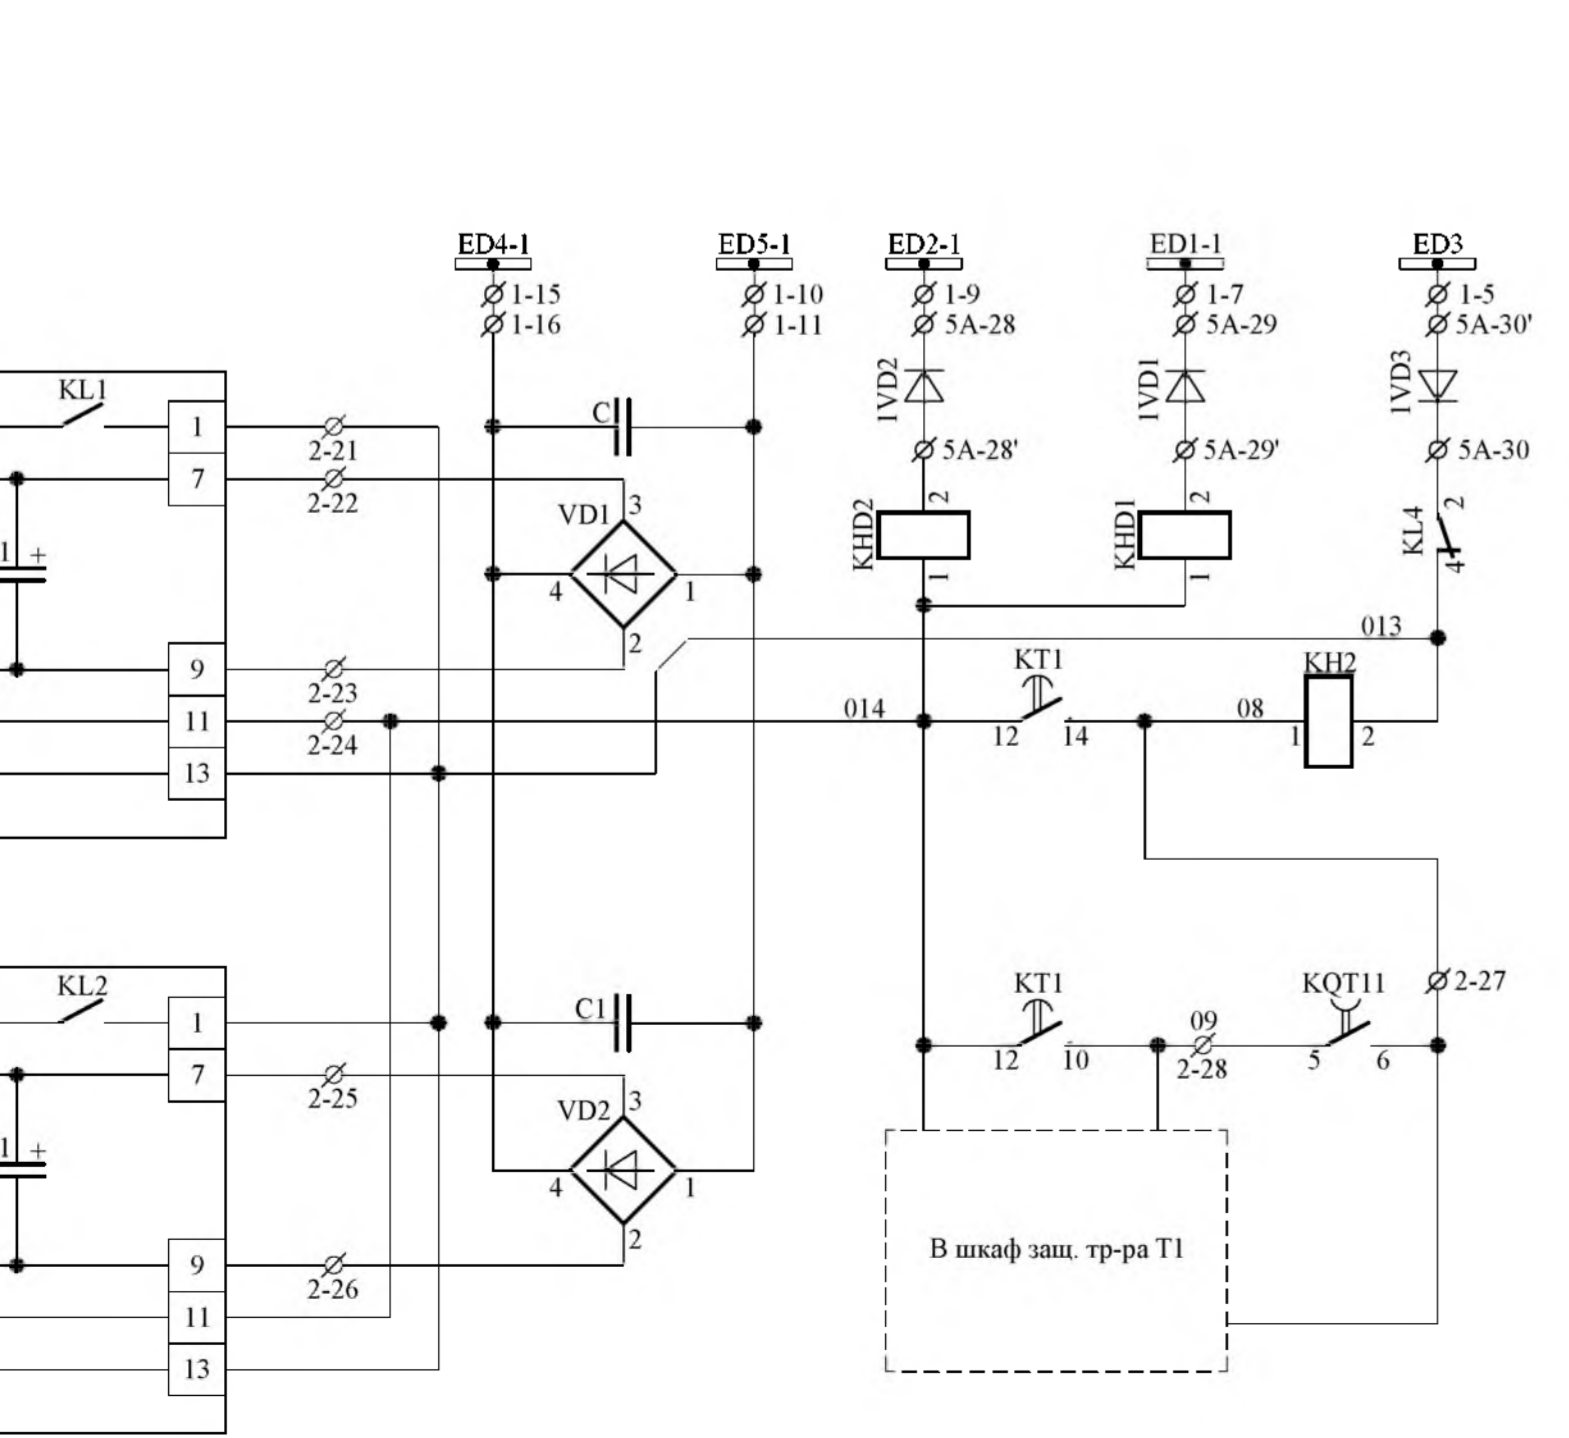 ED4-1 ED5-1 ED2-1 ED1-1 ED3
1-15 1-10 1-9 1-7 1-5
1-16 1-11 5A-28 5A-29 5A-30'
1VD2 1VD1 1VD3
KL1 C
1
2-21 5A-28' 5A-29' 5A-30
7
2-22 3 2 2 2
VD1 KHD2 KHD1 KL4
1 +
4 1 1 1 4
013
2
9 KT1 KH2
2-23
11 014 08
2-24 12 14 1 2
13
KL2 KT1 KQT11 2-27
C1
1 09
12 10 2-28 5 6
7
2-25 3
VD2
1 +
4 1
2 В шкаф защ. тр-ра Т1
9
2-26
11
13